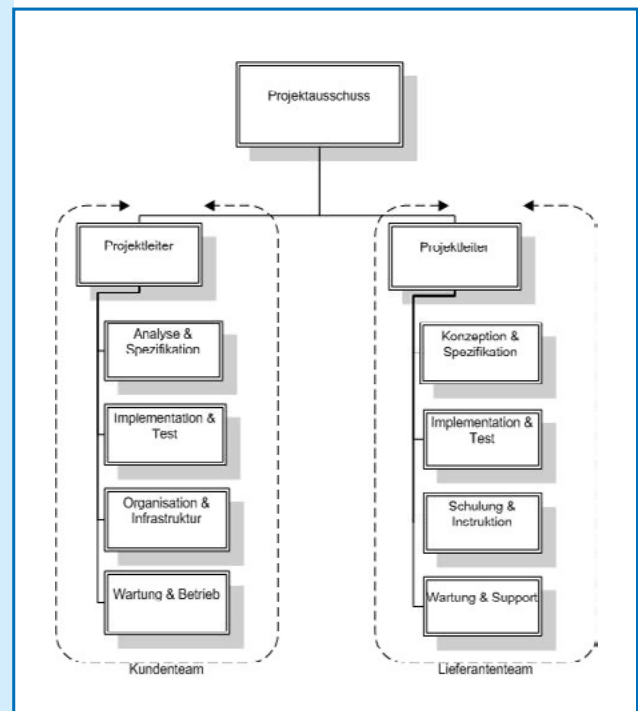 Projektausschuss
Projektleiter
Analyse &
Spezifikation
Implementation &
Test
Organisation &
Infrastruktur
Wartung & Betrieb
Kundenteam
Projektleiter
Konzeption &
Spezifikation
Implementation &
Test
Schulung &
Instruktion
Wartung & Support
Lieferantenteam